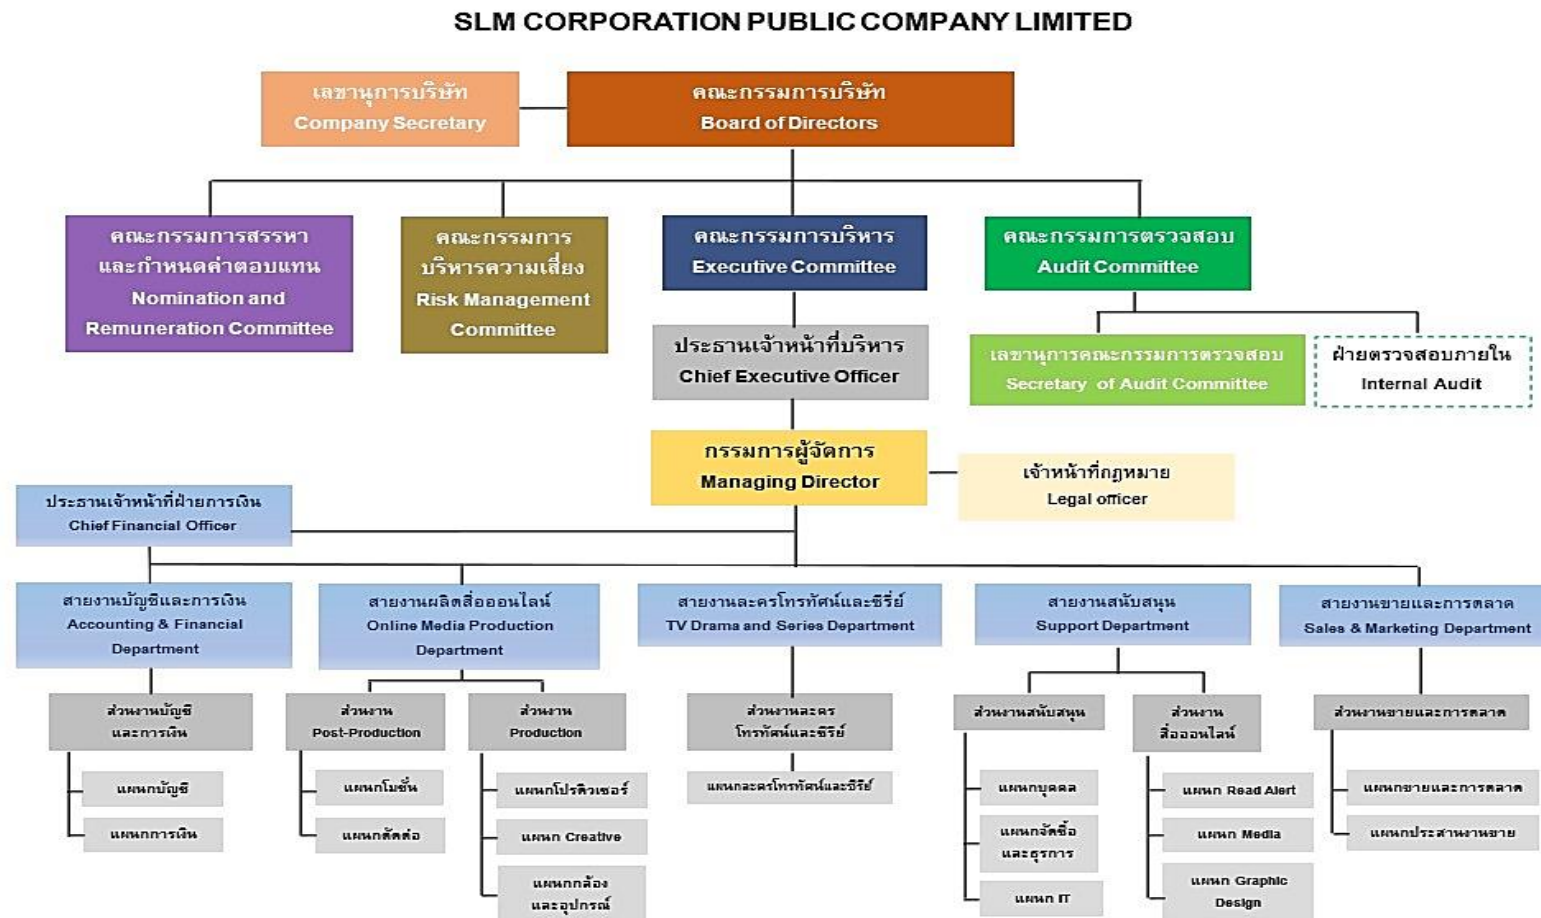 SLM CORPORATION PUBLIC COMPANY LIMITED
เลขานุการบริษัท
Company Secretary
คณะกรรมการบริษัท
Board of Directors
คณะกรรมการสรรหา
และกำหนดค่าตอบแทน
Nomination and
Remuneration Committee
คณะกรรมการ
บริหารความเสี่ยง
Risk Management
Committee
คณะกรรมการบริหาร
Executive Committee
คณะกรรมการตรวจสอบ
Audit Committee
ประธานเจ้าหน้าที่บริหาร
Chief Executive Officer
เลขานุการคณะกรรมการตรวจสอบ
Secretary of Audit Committee
ฝ่ายตรวจสอบภายใน
Internal Audit
กรรมการผู้จัดการ
Managing Director
เจ้าหน้าที่กฎหมาย
Legal officer
ประธานเจ้าหน้าที่ฝ่ายการเงิน
Chief Financial Officer
สายงานบัญชีและการเงิน
Accounting & Financial
Department
สายงานผลิตสื่อออนไลน์
Online Media Production
Department
สายงานละครโทรทัศน์และซีรี่ย์
TV Drama and Series Department
สายงานสนับสนุน
Support Department
สายงานขายและการตลาด
Sales & Marketing Department
ส่วนงานบัญชี
และการเงิน
ส่วนงาน
Post-Production
ส่วนงาน
Production
ส่วนงานละคร
โทรทัศน์และซีรีย์
ส่วนงานสนับสนุน
ส่วนงาน
สื่อออนไลน์
ส่วนงานขายและการตลาด
แผนกบัญชี
แผนกการเงิน
แผนกโมชั่น
แผนกตัดต่อ
แผนกโปรดิวเซอร์
แผนก Creative
แผนกกล้อง
และอุปกรณ์
แผนกละครโทรทัศน์และซีรีย์
แผนกบุคคล
แผนกจัดซื้อ
และธุรการ
แผนก IT
แผนก Read Alert
แผนก Media
แผนก Graphic
Design
แผนกขายและการตลาด
แผนกประสานงานขาย